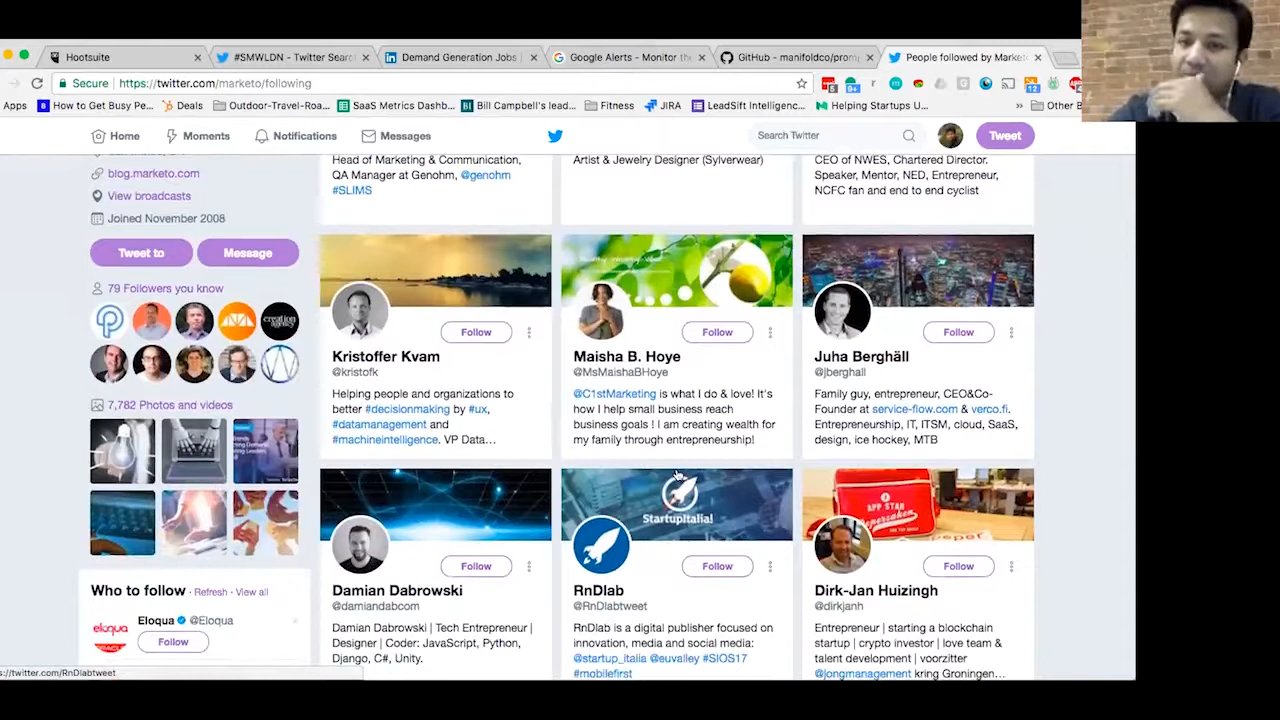 Hootsuite
#SMWLDN - Twitter Searc
Demand Generation Jobs |
Google Alerts - Monitor the
GitHub - manifoldco/promp
People followed by Marketo
Secure
https://twitter.com/marketo/following
Apps
How to Get Busy Pe...
Deals
Outdoor-Travel-Roa...
SaaS Metrics Dashb...
Bill Campbell's lead...
Fitness
JIRA
LeadSift Intelligenc...
Helping Startups U...
»
Other B
Home
Moments
Notifications
Messages
Search Twitter
Tweet
blog.marketo.com
View broadcasts
Joined November 2008
Tweet to
Message
79 Followers you know
creation
agency
7,782 Photos and videos
Who to follow · Refresh · View all
eloqua
Eloqua @Eloqua
Follow
Head of Marketing & Communication,
QA Manager at Genohm, @genohm
#SLIMS
Artist & Jewelry Designer (Sylverwear)
CEO of NWES, Chartered Director.
Speaker, Mentor, NED, Entrepreneur,
NCFC fan and end to end cyclist
Follow
Kristoffer Kvam
@kristofk
Helping people and organizations to
better #decisionmaking by #ux,
#datamanagement and
#machineintelligence. VP Data...
Follow
Maisha B. Hoye
@MsMaishaBHoye
@C1stMarketing is what I do & love! It's
how I help small business reach
business goals ! I am creating wealth for
my family through entrepreneurship!
Follow
Juha Berghäll
@jberghall
Family guy, entrepreneur, CEO&Co-
Founder at service-flow.com & verco.fi.
Entrepreneurship, IT, ITSM, cloud, SaaS,
design, ice hockey, MTB
Follow
Damian Dabrowski
@damiandabcom
Damian Dabrowski | Tech Entrepreneur |
Designer | Coder: JavaScript, Python,
Django, C#, Unity.
StartupItalia!
Follow
RnDlab
@RnDlabtweet
RnDlab is a digital publisher focused on
innovation, media and social media:
@startup_italia @euvalley #SIOS17
#mobilefirst
APP STAR
Follow
Dirk-Jan Huizingh
@dirkjanh
Entrepreneur | starting a blockchain
startup | crypto investor | love team &
talent development | voorzitter
@jongmanagement kring Groningen...
s://twitter.com/RnDlabtweet